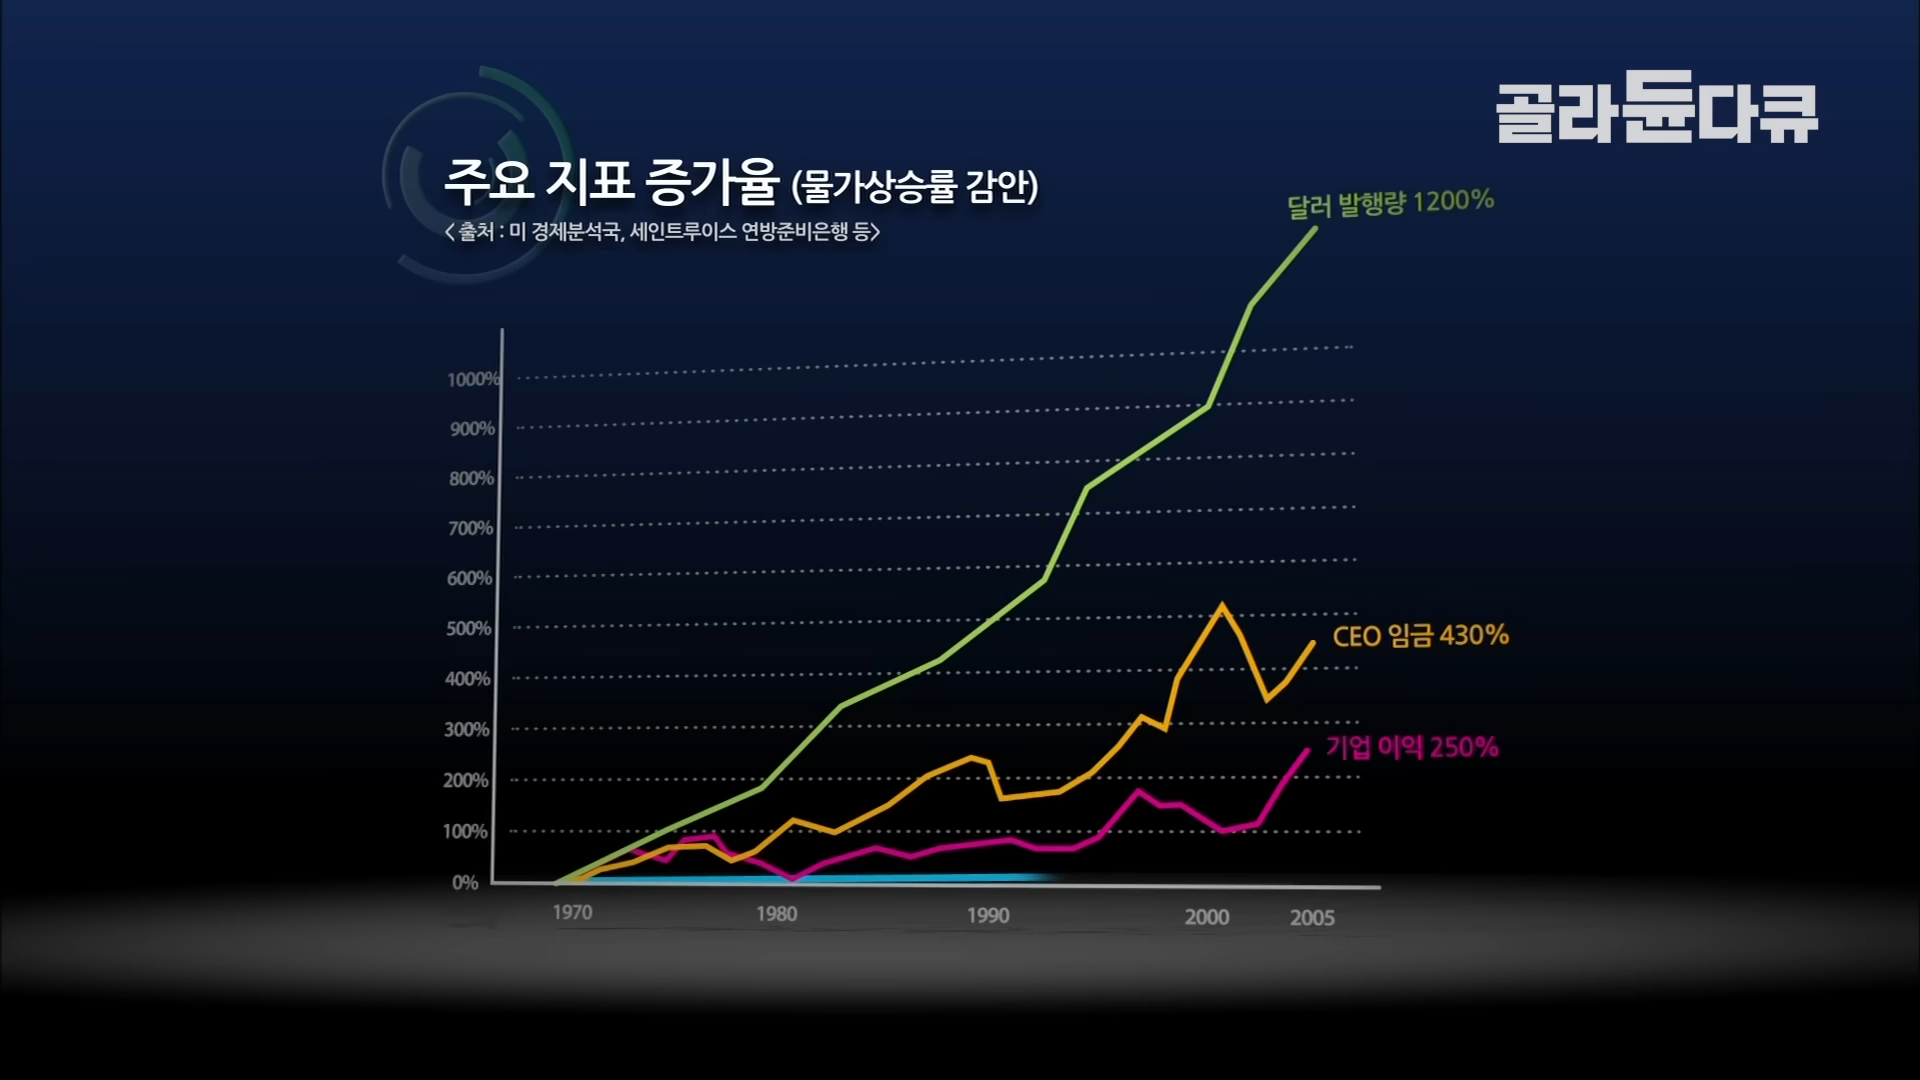 골라둔다큐
주요 지표 증가율 (물가상승률 감안)
<출처 : 미 경제분석국, 세인트루이스 연방준비은행 등>
달러 발행량 1200%
1000%
900%
800%
700%
600%
500%
CEO 임금 430%
400%
300%
기업 이익 250%
200%
100%
0%
1970 1980 1990 2000 2005